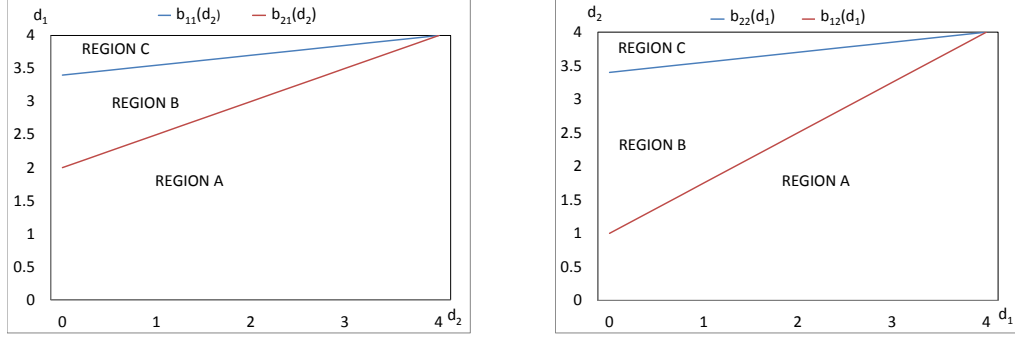 d₁
b₁₁(d₂) b₂₁(d₂)
4
REGION C
3.5
3
REGION B
2.5
2
REGION A
1.5
1
0.5
0
0 1 2 3 4 d₂
d₂
b₂₂(d₁) b₁₂(d₁)
4
REGION C
3.5
3
2.5
REGION B
2
REGION A
1.5
1
0.5
0
0 1 2 3 4 d₁